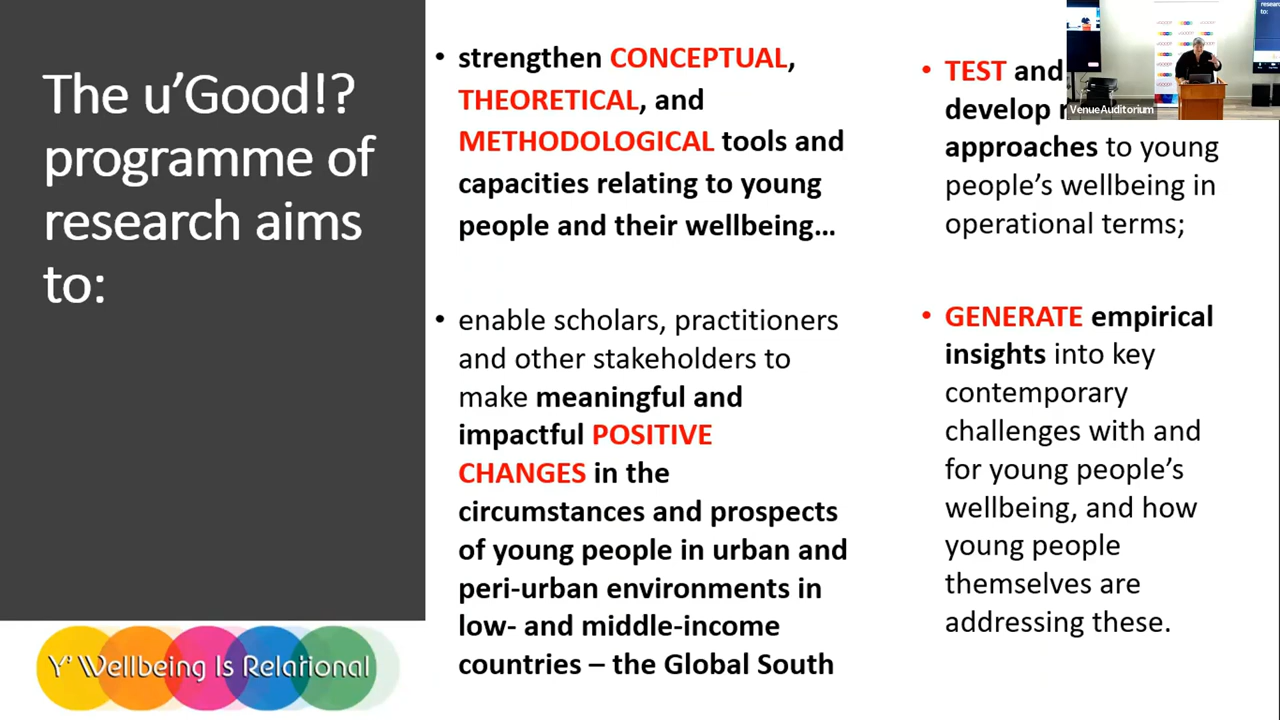 The u’Good!?
programme of
research aims
to:
• strengthen CONCEPTUAL,
THEORETICAL, and
METHODOLOGICAL tools and
capacities relating to young
people and their wellbeing…
• enable scholars, practitioners
and other stakeholders to
make meaningful and
impactful POSITIVE
CHANGES in the
circumstances and prospects
of young people in urban and
peri-urban environments in
low- and middle-income
countries – the Global South
• TEST and
develop
approaches to young
people’s wellbeing in
operational terms;
• GENERATE empirical
insights into key
contemporary
challenges with and
for young people’s
wellbeing, and how
young people
themselves are
addressing these.
Y’ Wellbeing Is Relational
Venue Auditorium
to: